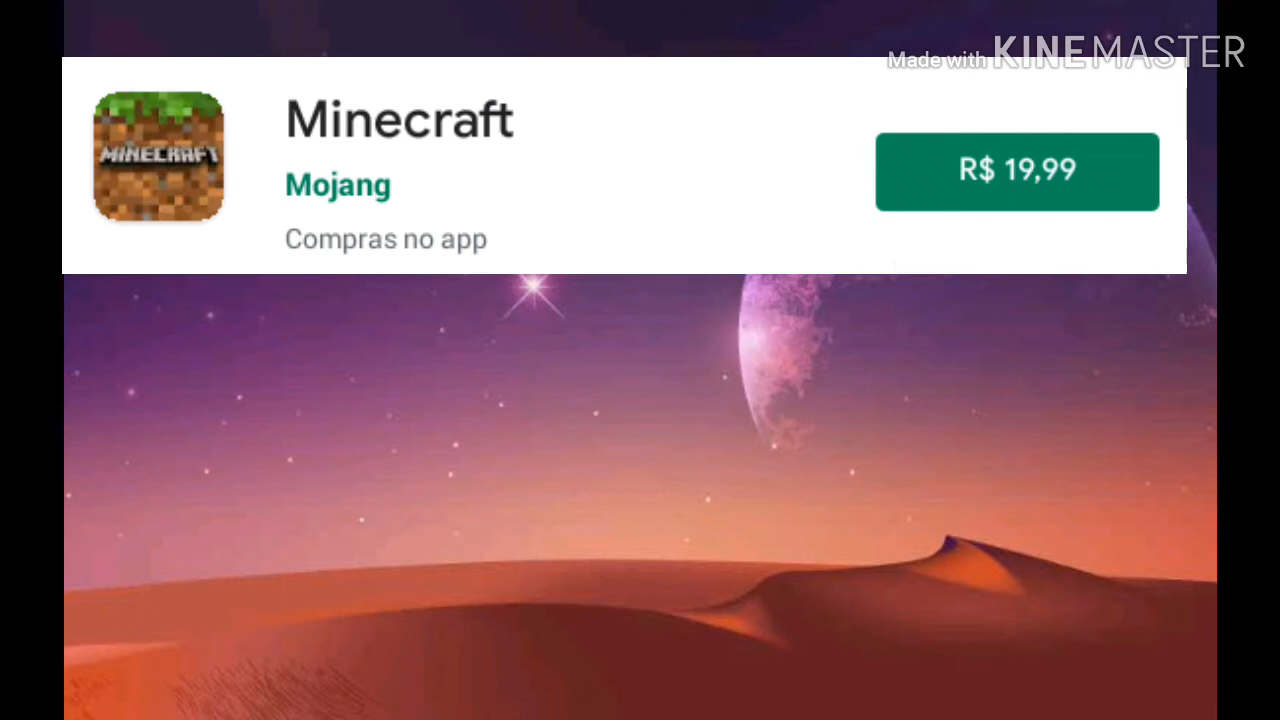 Made with KINEMASTER
MINECRAFT
Minecraft
Mojang
Compras no app
R$ 19,99